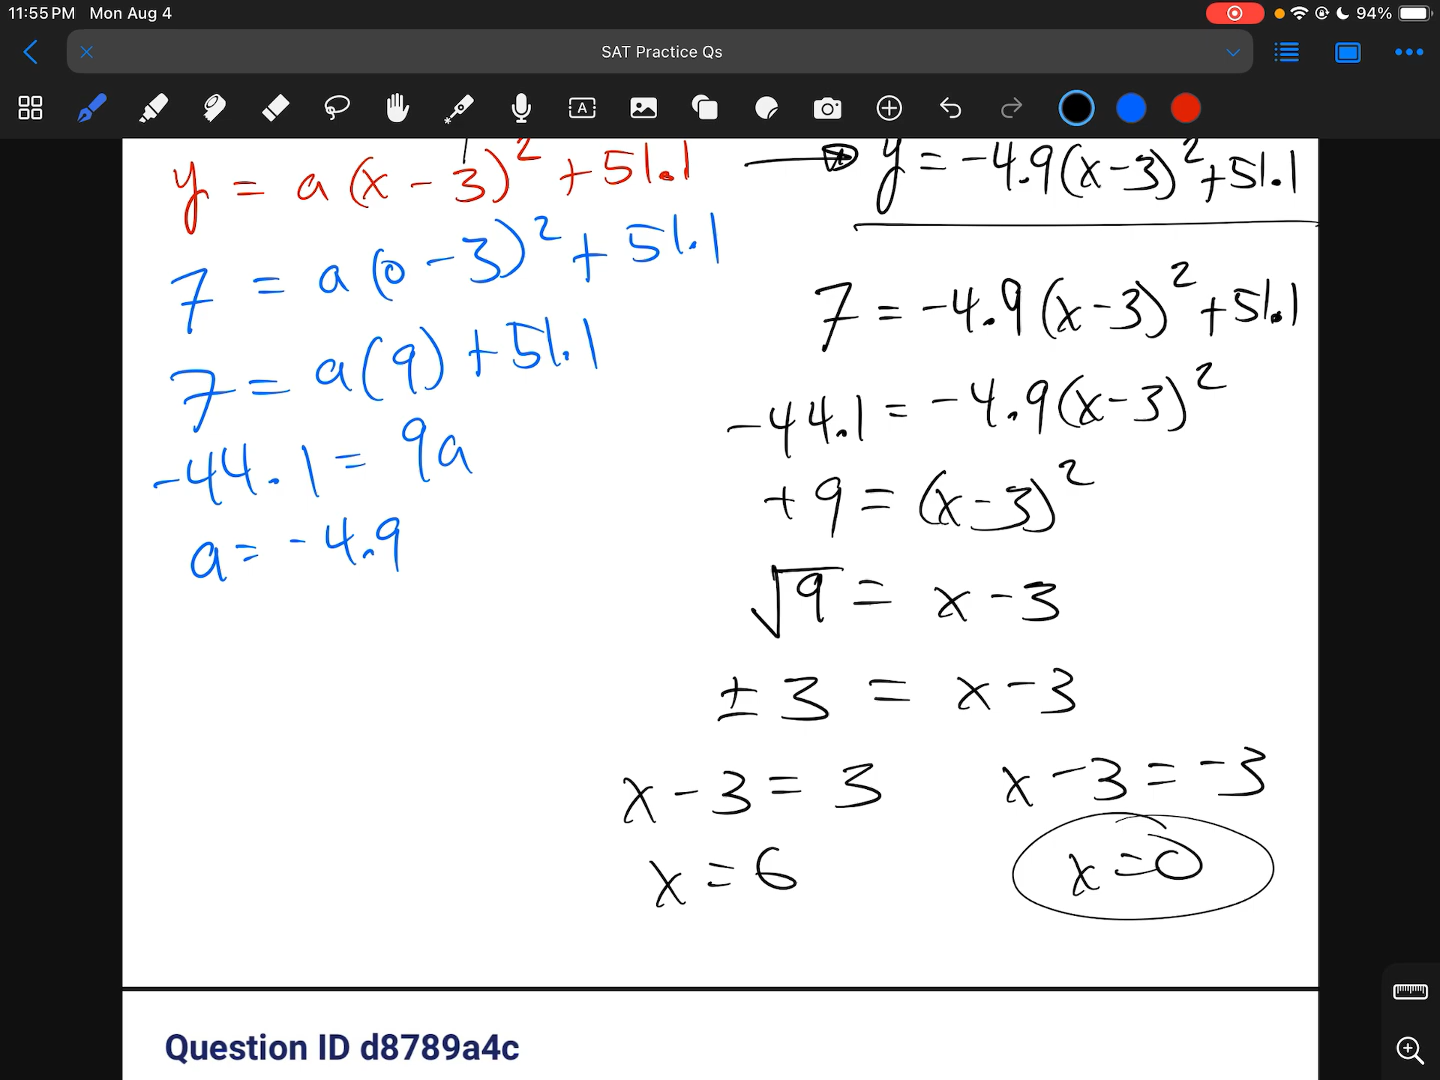 11:55 PM Mon Aug 4
94%
SAT Practice Qs
y = a(x - 3)² + 51.1
7 = a(0 - 3)² + 51.1
7 = a(9) + 51.1
-44.1 = 9a
a = -4.9
y = -4.9(x-3)² + 51.1
7 = -4.9(x-3)² + 51.1
-44.1 = -4.9(x-3)²
+9 = (x-3)²
√9 = x - 3
± 3 = x - 3
x - 3 = 3
x = 6
x - 3 = -3
x = 0
Question ID d8789a4c